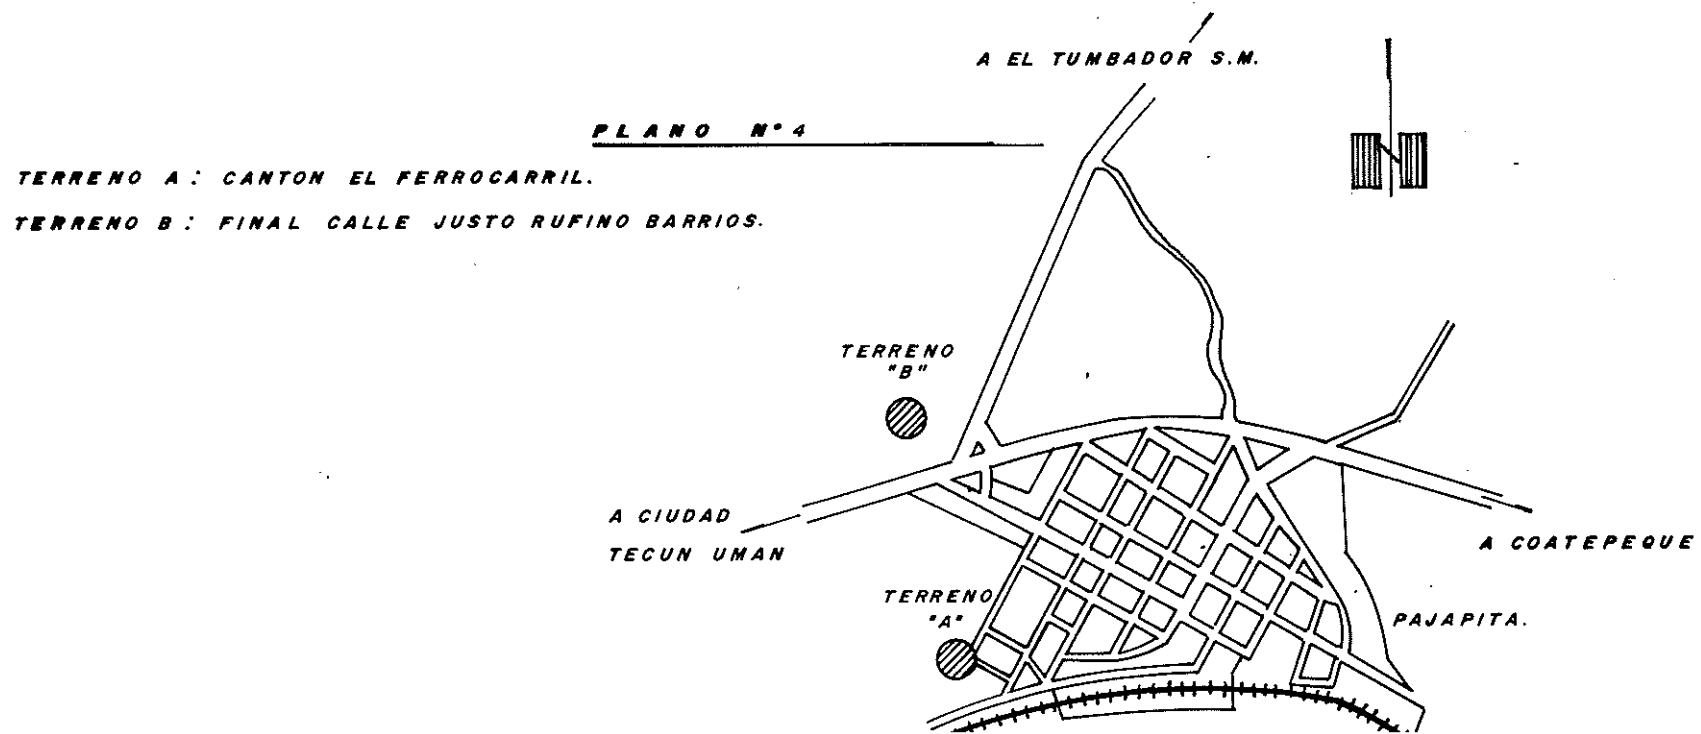 A EL TUMBADOR S.M.
PLANO Nº 4
TERRENO A: CANTON EL FERROCARRIL.
TERRENO B: FINAL CALLE JUSTO RUFINO BARRIOS.
N
TERRENO
"B"
A CIUDAD
TECUN UMAN
A COATEPEQUE
TERRENO
"A"
PAJAPITA.